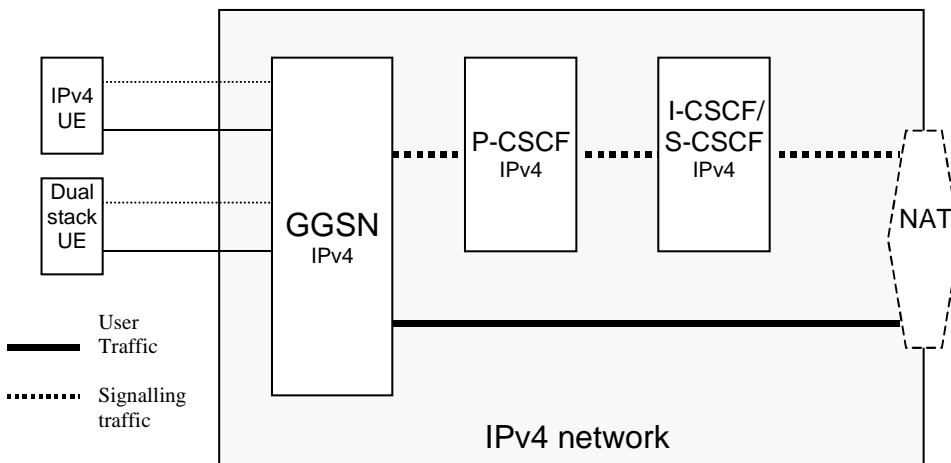 IPv4
UE
Dual
stack
UE
GGSN
IPv4
P-CSCF
IPv4
I-CSCF/
S-CSCF
IPv4
NAT
User
Traffic
Signalling
traffic
IPv4 network